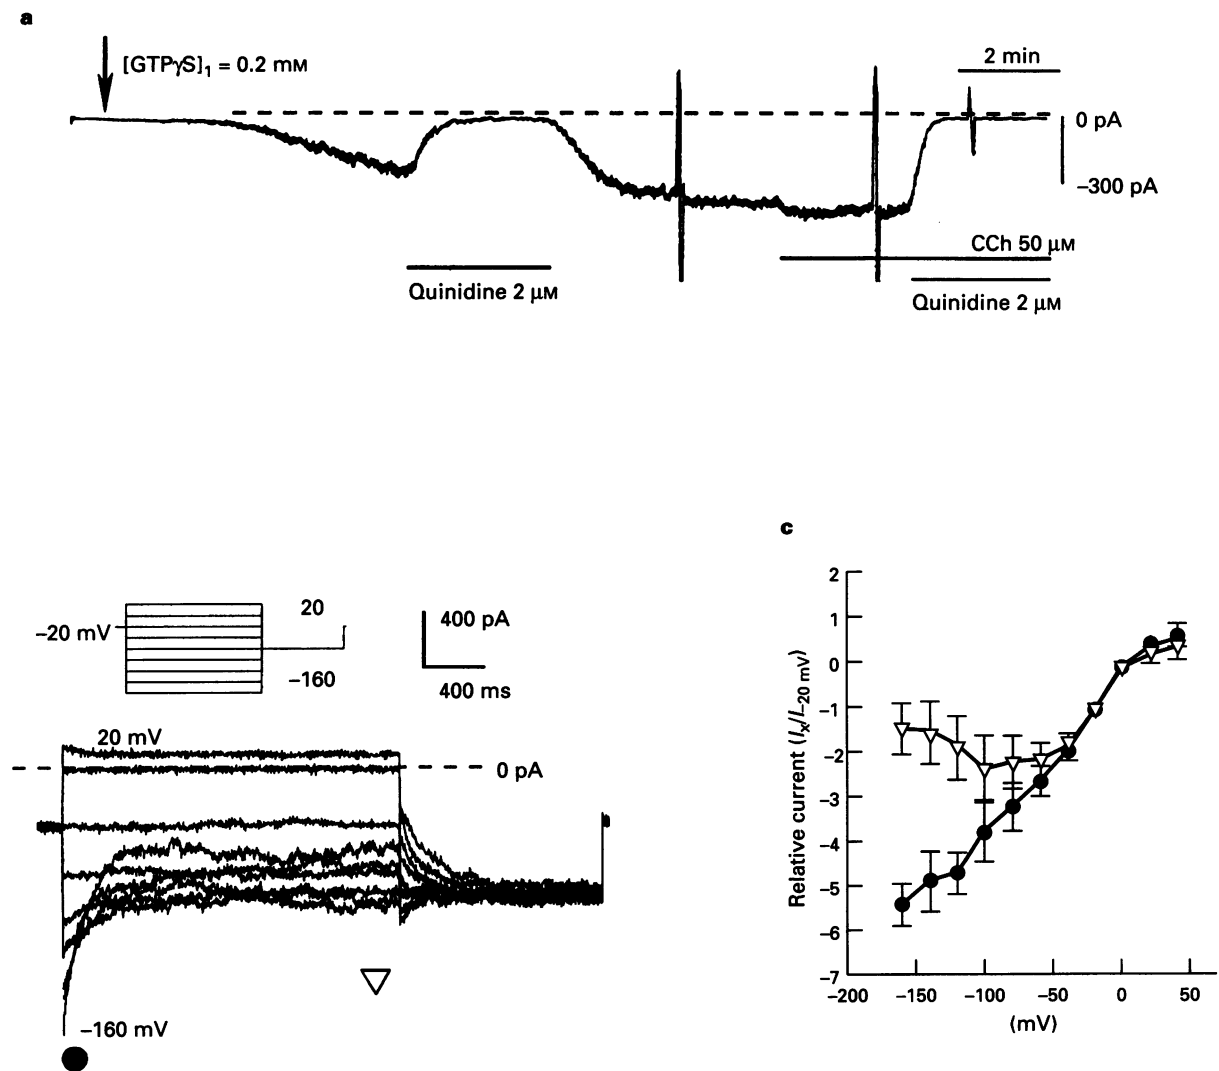 a
[GTPγS]₁ = 0.2 mM
2 min
0 pA
−300 pA
CCh 50 μM
Quinidine 2 μM
Quinidine 2 μM
c
−20 mV
20
−160
400 pA
400 ms
20 mV
0 pA
−160 mV
2
1
0
−1
−2
−3
−4
−5
−6
−7
Relative current (Iₓ/I₋₂₀ mV)
−200 −150 −100 −50 0 50
(mV)